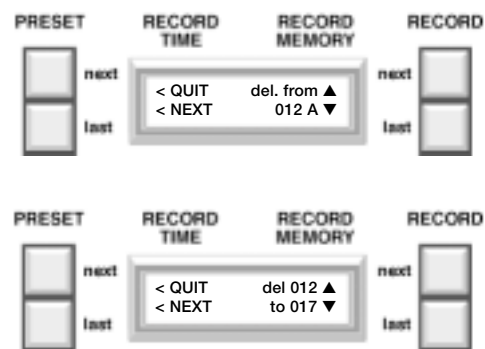 PRESET RECORD TIME RECORD MEMORY RECORD
next next
< QUIT del. from ▲
< NEXT 012 A ▼
last last
PRESET RECORD TIME RECORD MEMORY RECORD
next next
< QUIT del 012 ▲
< NEXT to 017 ▼
last last